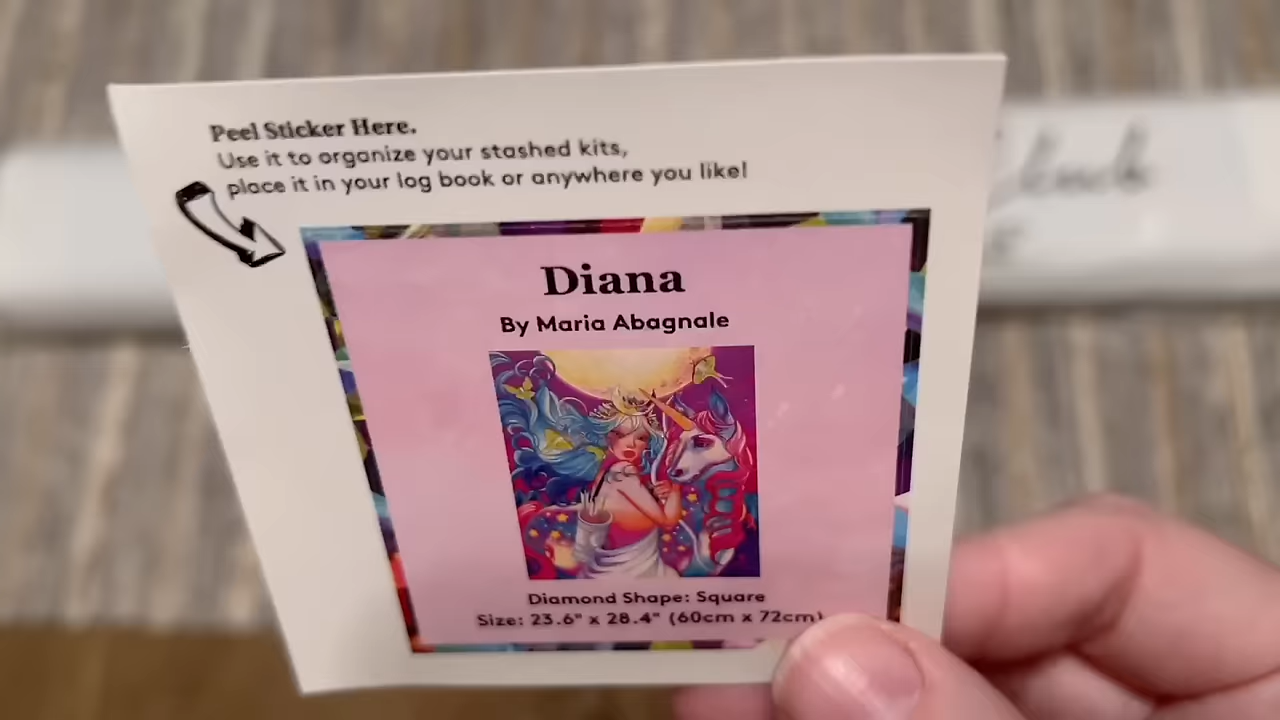 Peel Sticker Here.
Use it to organize your stashed kits,
place it in your log book or anywhere you like!
Diana
By Maria Abagnale
Diamond Shape: Square
Size: 23.6" x 28.4" (60cm x 72cm)